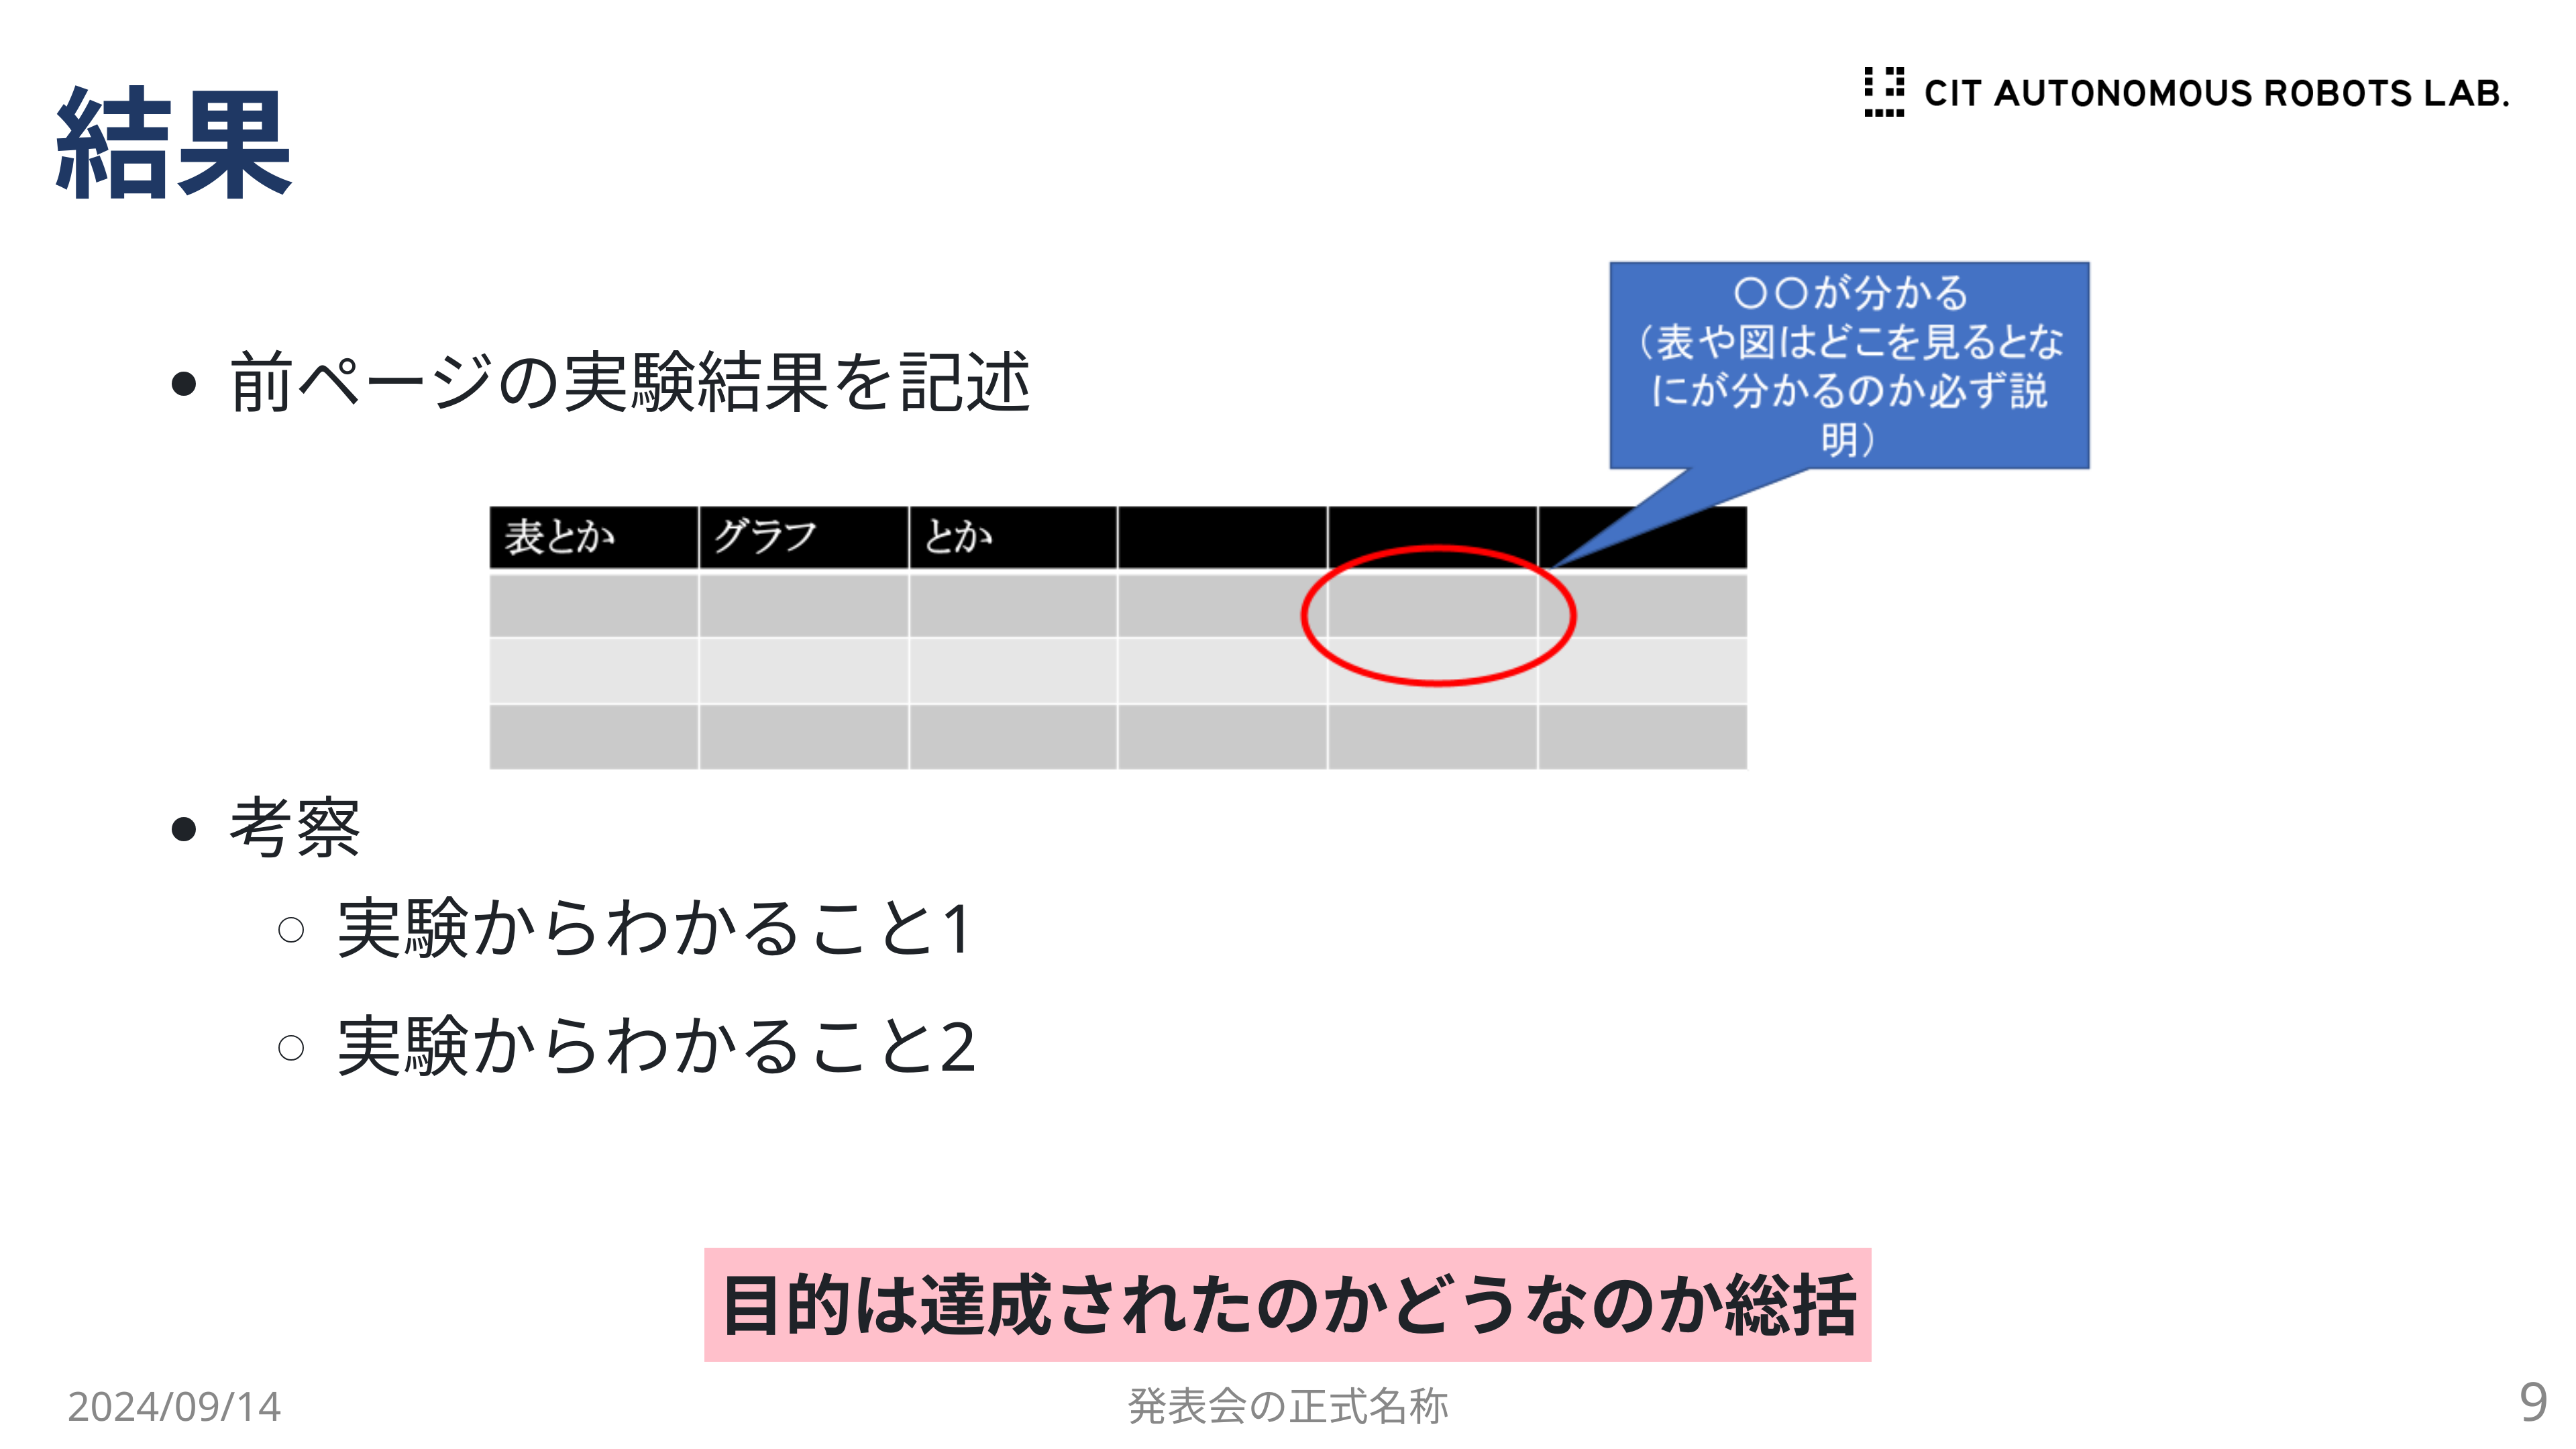 結果
CIT AUTONOMOUS ROBOTS LAB.
• 前ページの実験結果を記述
〇〇が分かる
（表や図はどこを見るとな
にが分かるのか必ず説
明）
表とか グラフ とか
• 考察
○ 実験からわかること1
○ 実験からわかること2
目的は達成されたのかどうなのか総括
2024/09/14
発表会の正式名称
9